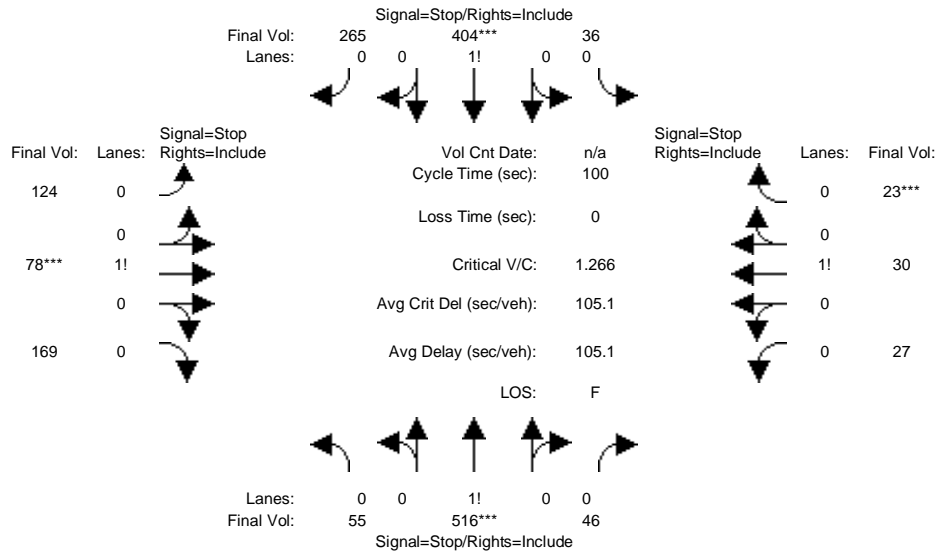 Signal=Stop/Rights=Include
Final Vol: 265 404*** 36
Lanes: 0 0 1! 0 0
Signal=Stop
Final Vol: Lanes: Rights=Include
Vol Cnt Date: n/a
Signal=Stop
Rights=Include Lanes: Final Vol:
Cycle Time (sec): 100
124 0
0 23***
Loss Time (sec): 0
0
0
78*** 1!
Critical V/C: 1.266
1! 30
0
Avg Crit Del (sec/veh): 105.1
0
169 0
Avg Delay (sec/veh): 105.1
0 27
LOS: F
Lanes: 0 0 1! 0 0
Final Vol: 55 516*** 46
Signal=Stop/Rights=Include